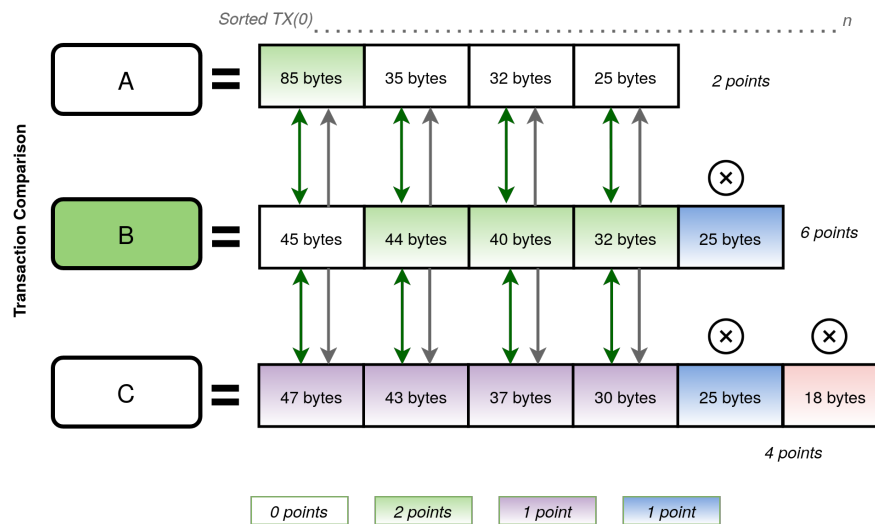 Sorted TX(0) n
Transaction Comparison
A
=
85 bytes
35 bytes
32 bytes
25 bytes
2 points
B
=
45 bytes
44 bytes
40 bytes
32 bytes
25 bytes
6 points
C
=
47 bytes
43 bytes
37 bytes
30 bytes
25 bytes
18 bytes
4 points
0 points
2 points
1 point
1 point